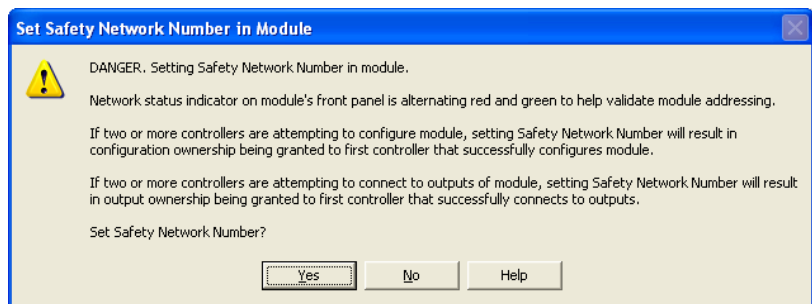 Set Safety Network Number in Module
DANGER. Setting Safety Network Number in module.
Network status indicator on module's front panel is alternating red and green to help validate module addressing.
If two or more controllers are attempting to configure module, setting Safety Network Number will result in
configuration ownership being granted to first controller that successfully configures module.
If two or more controllers are attempting to connect to outputs of module, setting Safety Network Number will result
in output ownership being granted to first controller that successfully connects to outputs.
Set Safety Network Number?
Yes No Help